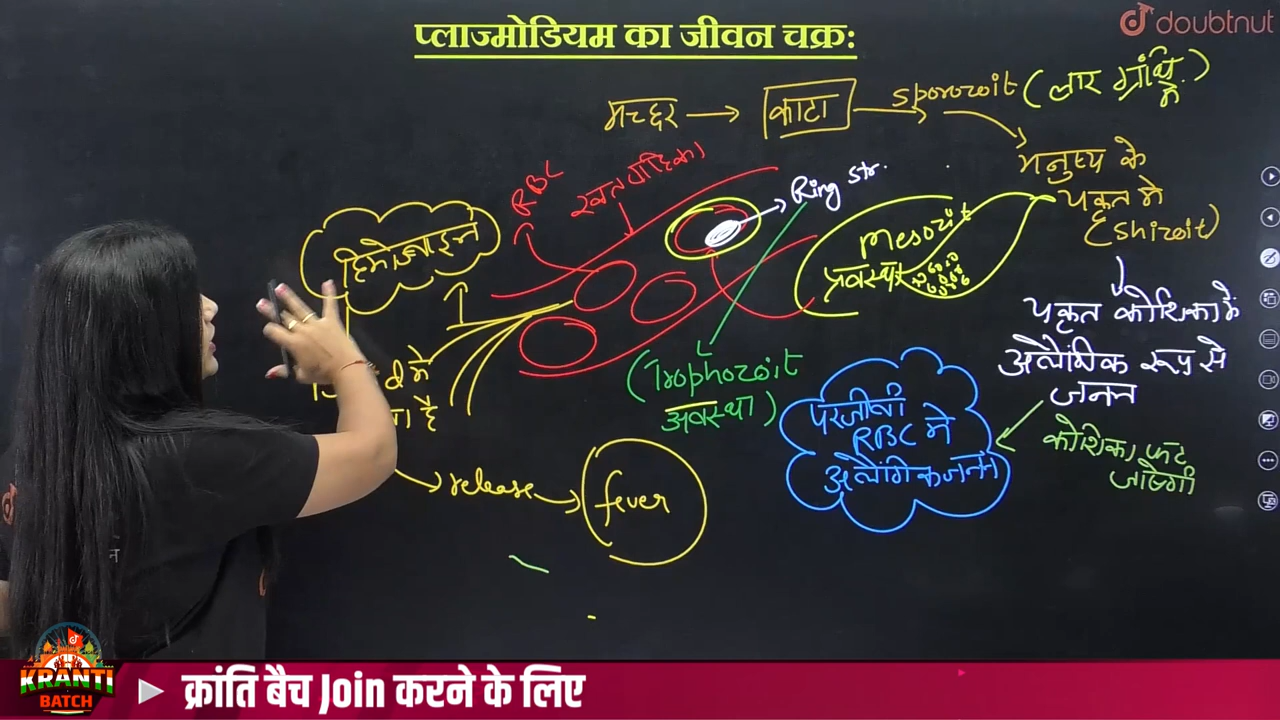 प्लाज्मोडियम का जीवन चक्र:
doubtnut
मच्छर → काटा → sporozoit (लार ग्रंथि में)
मनुष्य के
यकृत में
(Shizoit)
RBC
रक्तवाहिका
Ring Str.
Mesozoit
अवस्था
हिमोज़ाइन
यकृत कोशिका में
अलैंगिक रूप से
जनन
कोशिका फट
जाऐगी
(Trophozoit
अवस्था)
परजीवी
RBC में
अलैंगिक जनन
d में
है
→ release → fever
KRANTI
BATCH
क्रांति बैच Join करने के लिए